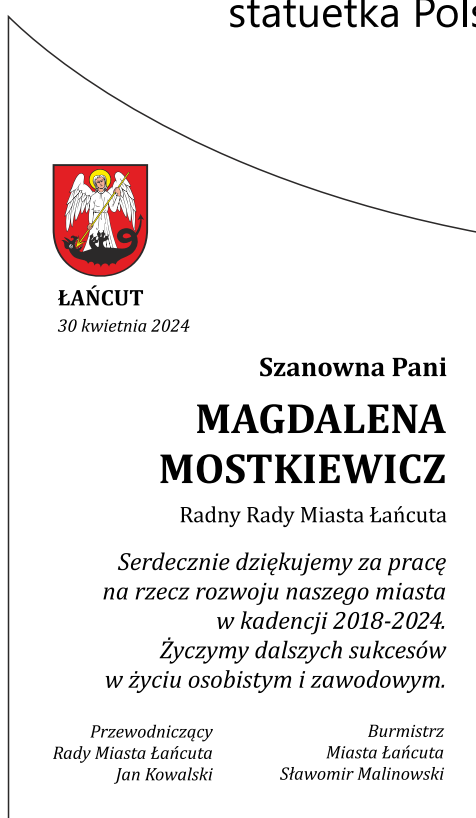 statuetka Pols
ŁAŃCUT
30 kwietnia 2024
Szanowna Pani
MAGDALENA
MOSTKIEWICZ
Radny Rady Miasta Łańcuta
Serdecznie dziękujemy za pracę
na rzecz rozwoju naszego miasta
w kadencji 2018-2024.
Życzymy dalszych sukcesów
w życiu osobistym i zawodowym.
Przewodniczący
Rady Miasta Łańcuta
Jan Kowalski
Burmistrz
Miasta Łańcuta
Sławomir Malinowski